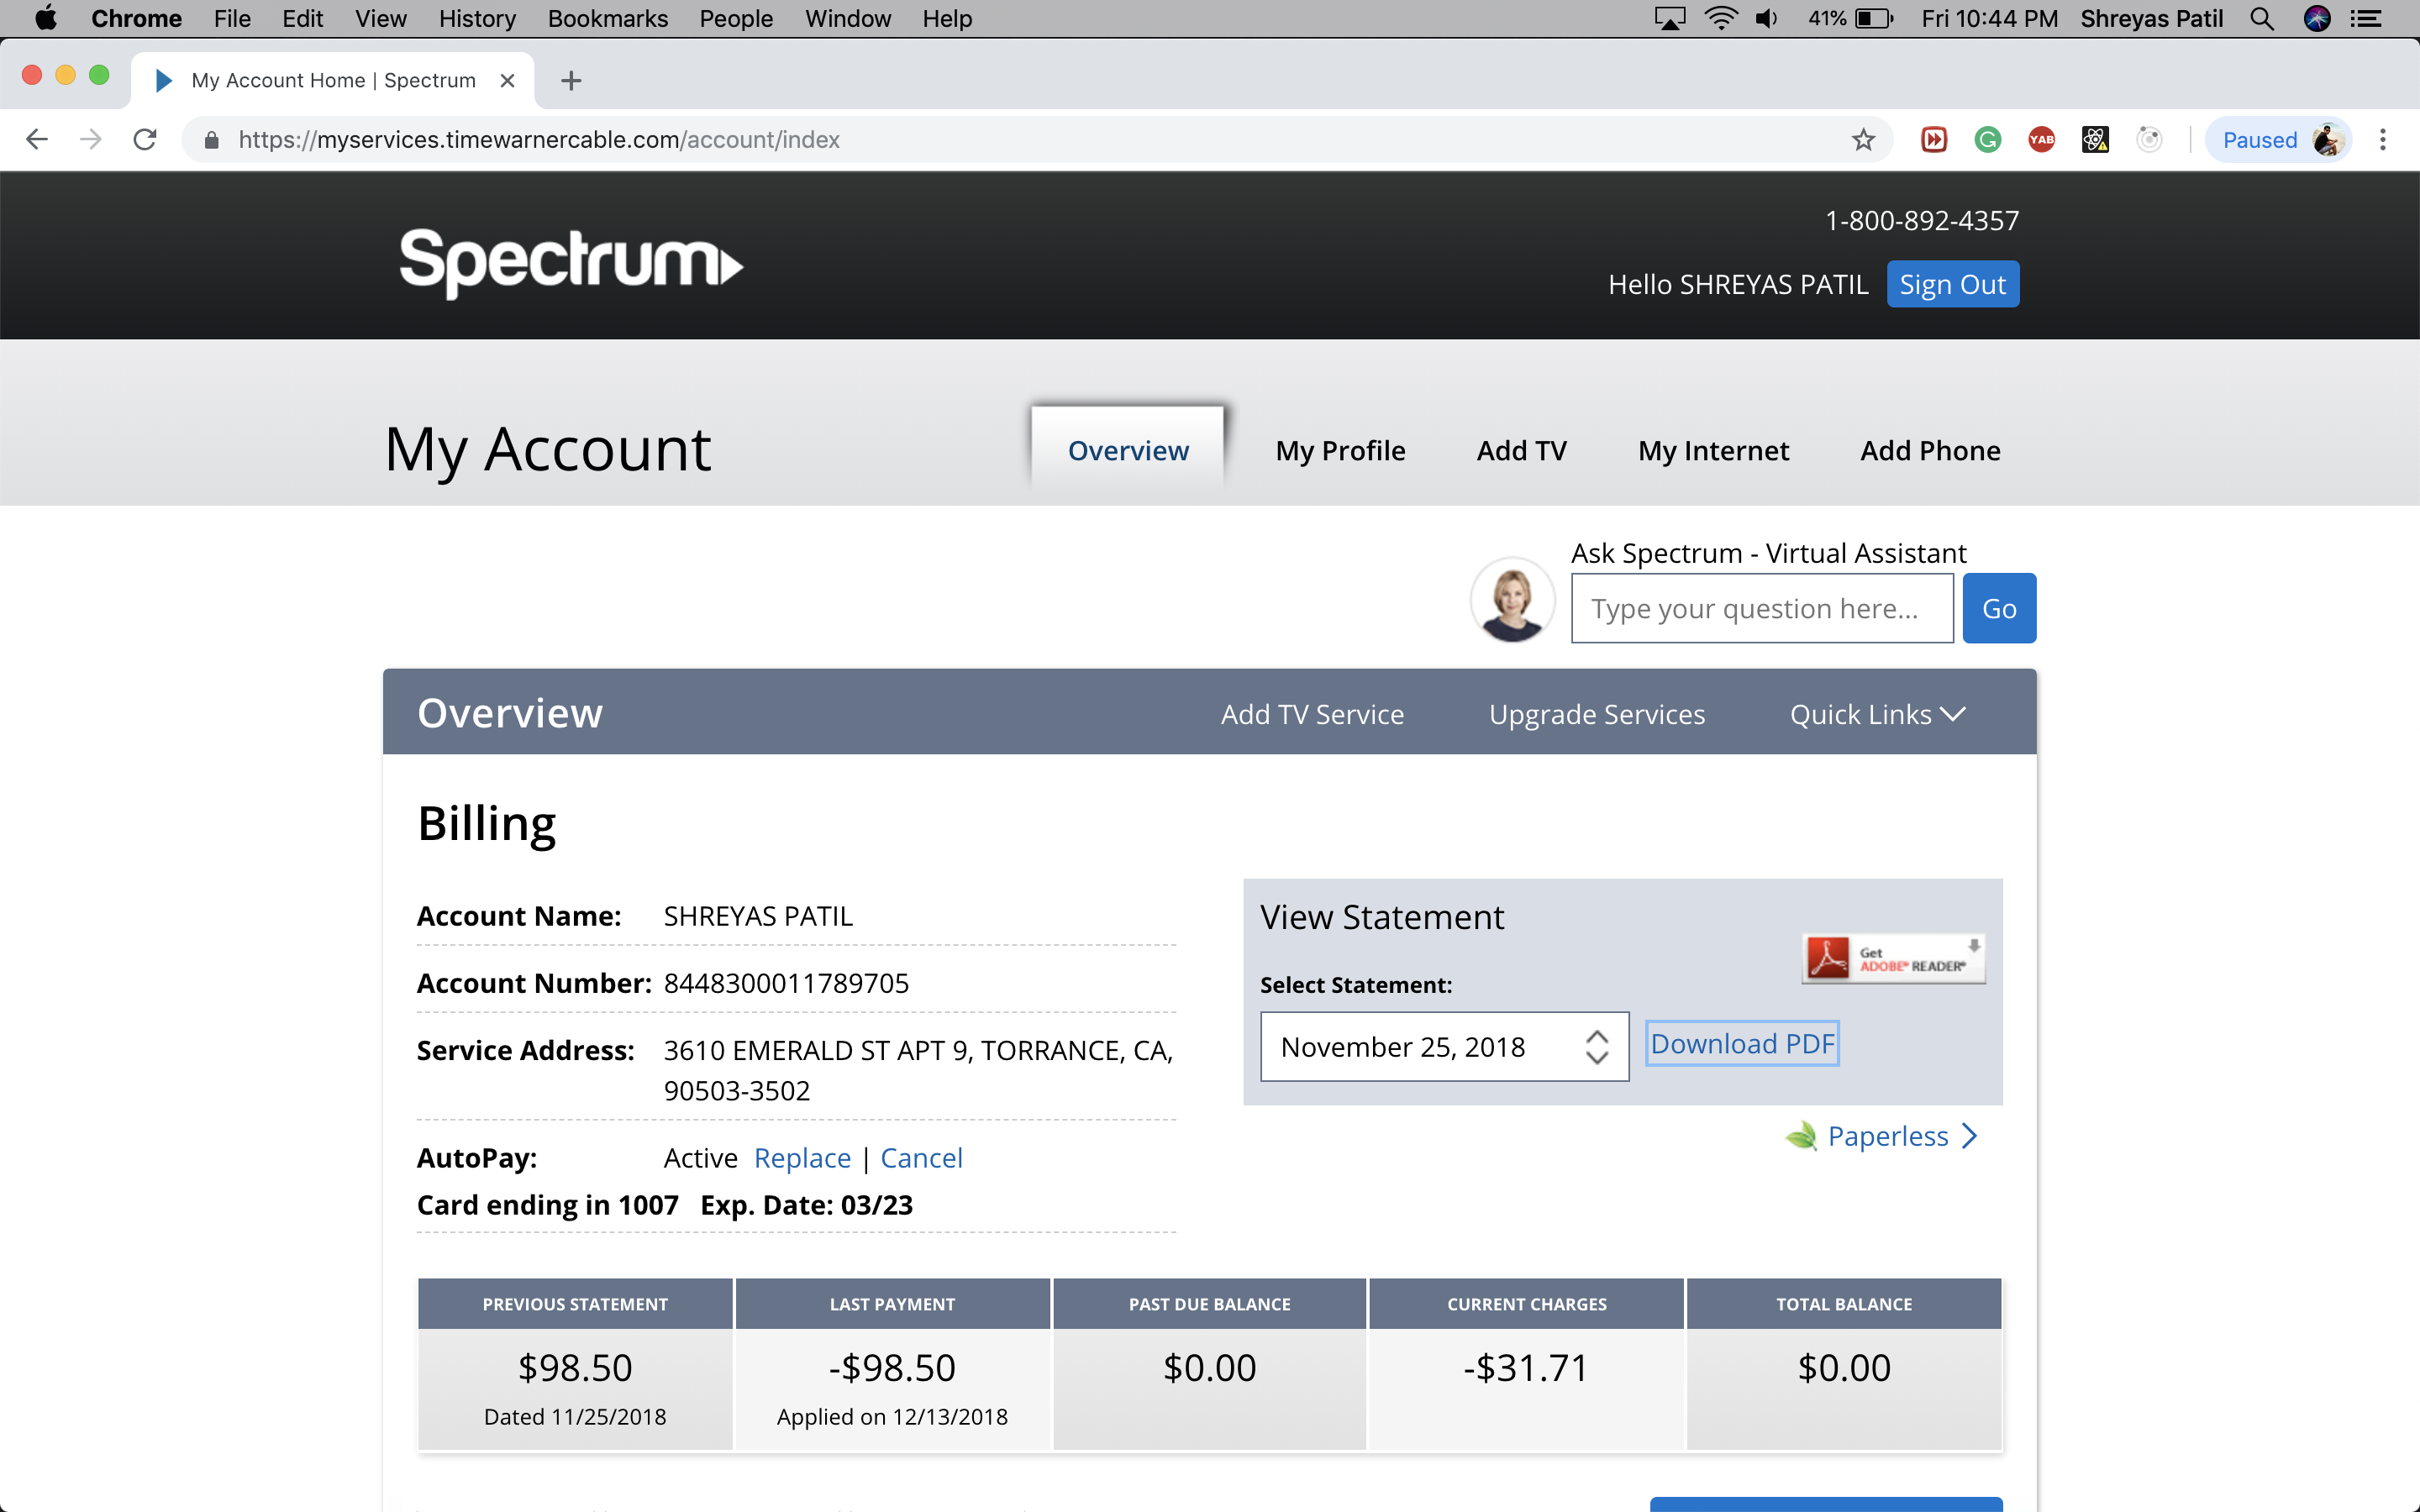 Chrome File Edit View History Bookmarks People Window Help 41% Fri 10:44 PM Shreyas Patil
My Account Home | Spectrum
https://myservices.timewarnercable.com/account/index YAB Paused
1-800-892-4357
Spectrum
Hello SHREYAS PATIL Sign Out
My Account Overview My Profile Add TV My Internet Add Phone
Ask Spectrum - Virtual Assistant
Type your question here... Go
Overview Add TV Service Upgrade Services Quick Links
Billing
Account Name: SHREYAS PATIL
Account Number: 8448300011789705
Service Address: 3610 EMERALD ST APT 9, TORRANCE, CA,
90503-3502
AutoPay: Active Replace | Cancel
Card ending in 1007 Exp. Date: 03/23
View Statement
Get
ADOBE® READER®
Select Statement:
November 25, 2018 Download PDF
Paperless
PREVIOUS STATEMENT LAST PAYMENT PAST DUE BALANCE CURRENT CHARGES TOTAL BALANCE
$98.50 -$98.50 $0.00 -$31.71 $0.00
Dated 11/25/2018 Applied on 12/13/2018